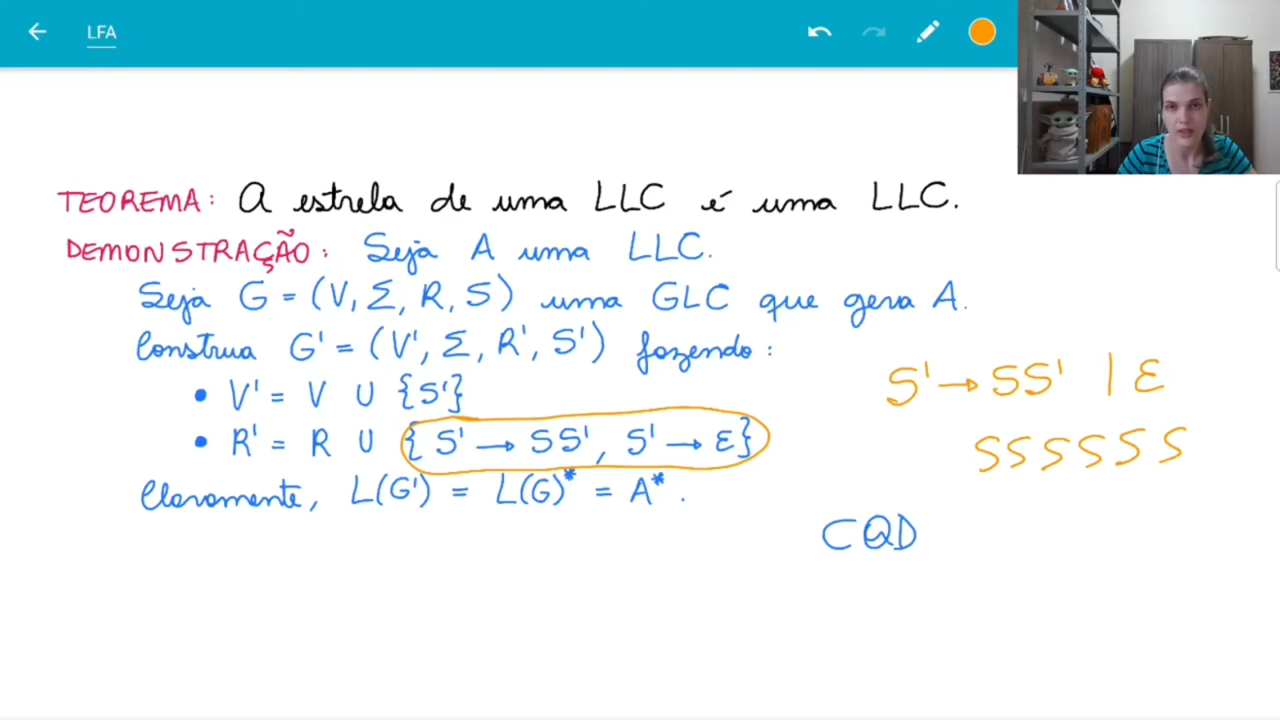 LFA
TEOREMA: A estrela de uma LLC é uma LLC.
DEMONSTRAÇÃO: Seja A uma LLC.
Seja G = (V, Σ, R, S) uma GLC que gera A.
Construa G' = (V', Σ, R', S') fazendo:
• V' = V ∪ {S'}
• R' = R ∪ { S' → SS', S' → ε}
Claramente, L(G') = L(G)* = A*.
CQD
S' → SS' | ε
SSSSSS